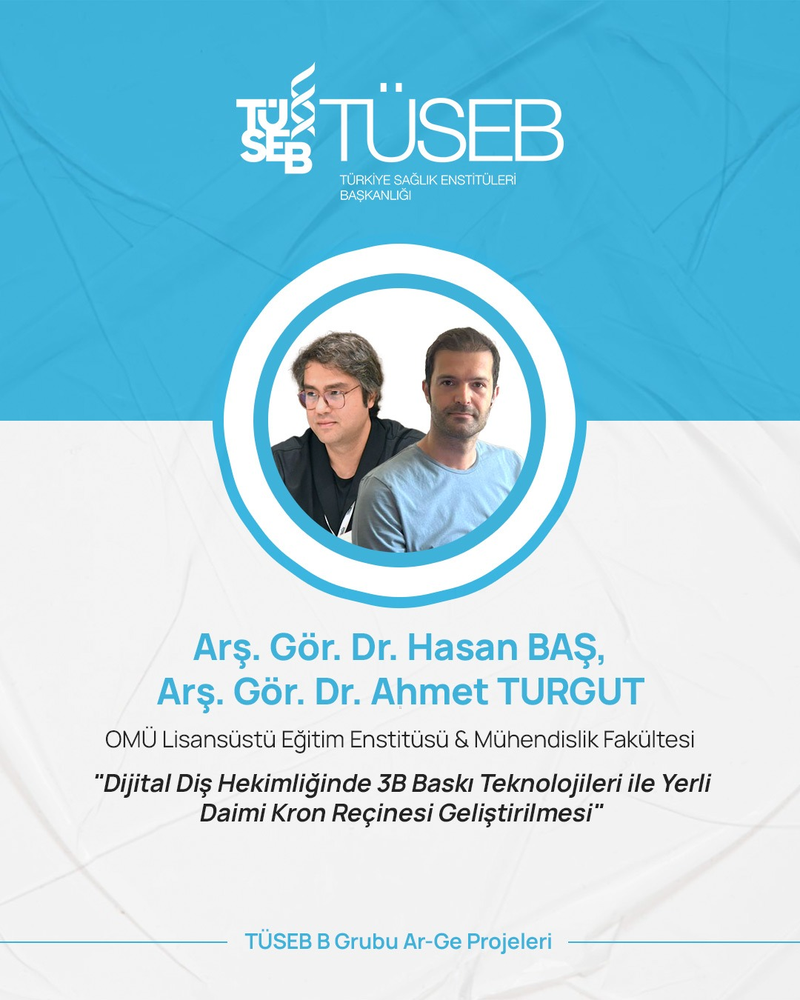 TÜ
SEB
TÜSEB
TÜRKİYE SAĞLIK ENSTİTÜLERİ
BAŞKANLIĞI
Arş. Gör. Dr. Hasan BAŞ,
Arş. Gör. Dr. Ahmet TURGUT
OMÜ Lisansüstü Eğitim Enstitüsü & Mühendislik Fakültesi
"Dijital Diş Hekimliğinde 3B Baskı Teknolojileri ile Yerli
Daimi Kron Reçinesi Geliştirilmesi"
TÜSEB B Grubu Ar-Ge Projeleri